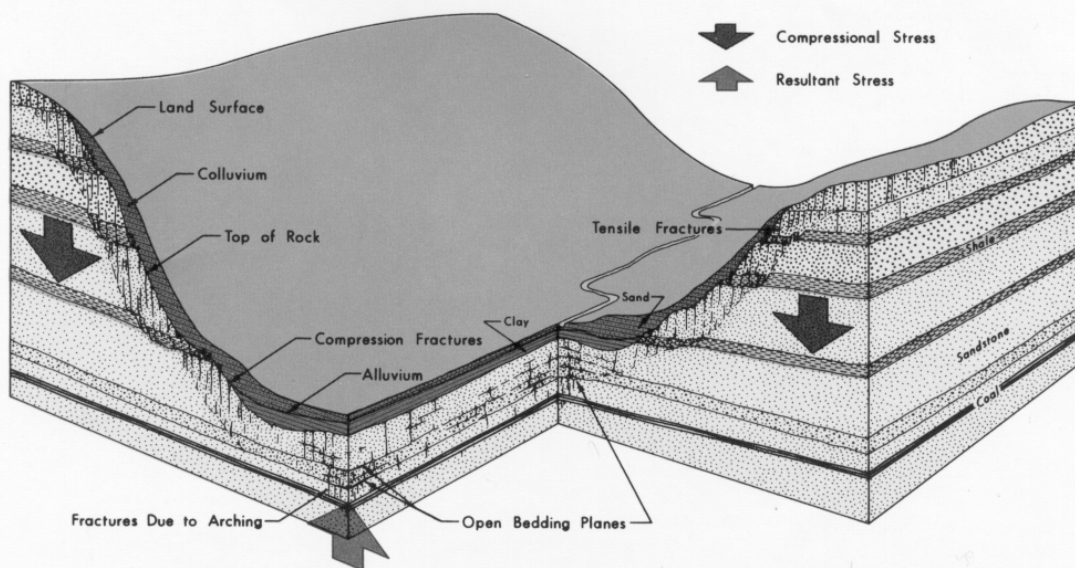 Compressional Stress
Resultant Stress
Land Surface
Colluvium
Top of Rock
Tensile Fractures
Shale
Sand
Clay
Compression Fractures
Sandstone
Alluvium
Coal
Fractures Due to Arching
Open Bedding Planes